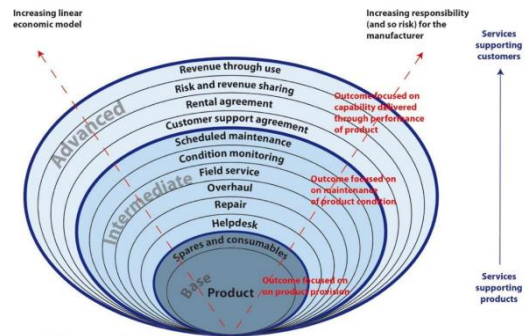 Increasing linear
economic model
Increasing responsibility
(and so risk) for the
manufacturer
Services
supporting
customers
Revenue through use
Risk and revenue sharing
Rental agreement
Customer support agreement
Outcome focused on
capability delivered
through performance
of product
Advanced
Scheduled maintenance
Condition monitoring
Field service
Overhaul
Repair
Helpdesk
Outcome focused on
on maintenance
of product condition
Intermediate
Spares and consumables
Base
Product
Outcome focused on
on product provision
Services
supporting
products